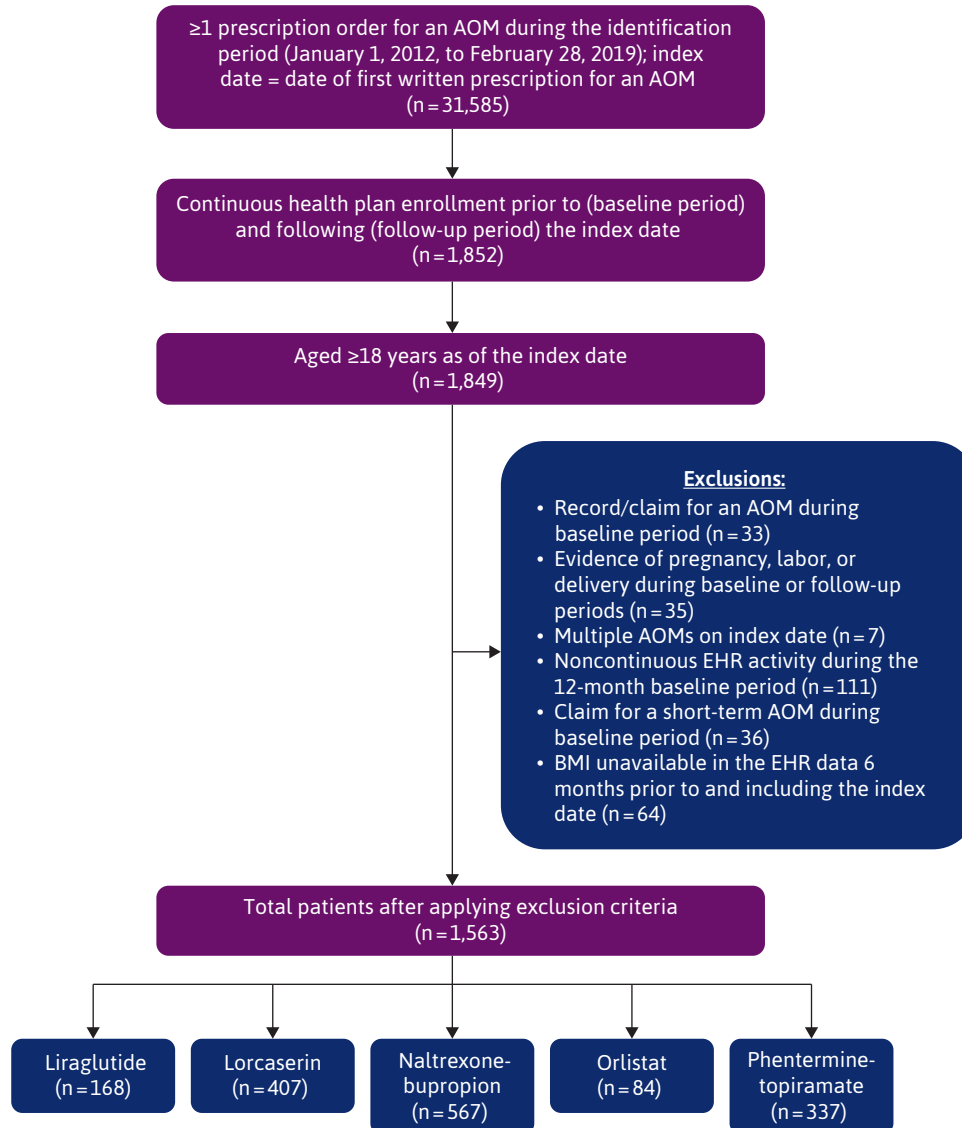 ≥1 prescription order for an AOM during the identification
period (January 1, 2012, to February 28, 2019); index
date = date of first written prescription for an AOM
(n=31,585)
Continuous health plan enrollment prior to (baseline period)
and following (follow-up period) the index date
(n=1,852)
Aged ≥18 years as of the index date
(n=1,849)
Exclusions:
• Record/claim for an AOM during
baseline period (n=33)
• Evidence of pregnancy, labor, or
delivery during baseline or follow-up
periods (n=35)
• Multiple AOMs on index date (n=7)
• Noncontinuous EHR activity during the
12-month baseline period (n=111)
• Claim for a short-term AOM during
baseline period (n=36)
• BMI unavailable in the EHR data 6
months prior to and including the index
date (n=64)
Total patients after applying exclusion criteria
(n=1,563)
Liraglutide
(n=168)
Lorcaserin
(n=407)
Naltrexone-
bupropion
(n=567)
Orlistat
(n=84)
Phentermine-
topiramate
(n=337)